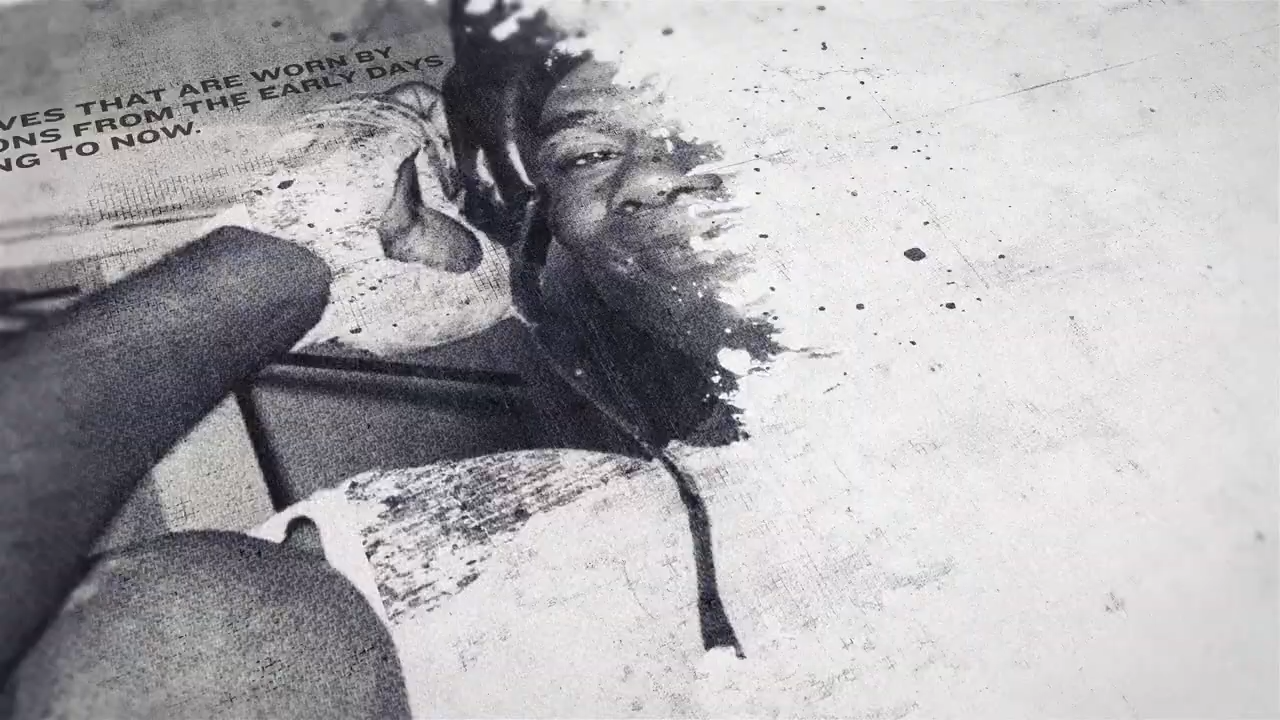 VES THAT ARE WORN BY
ONS FROM THE EARLY DAYS
NG TO NOW.